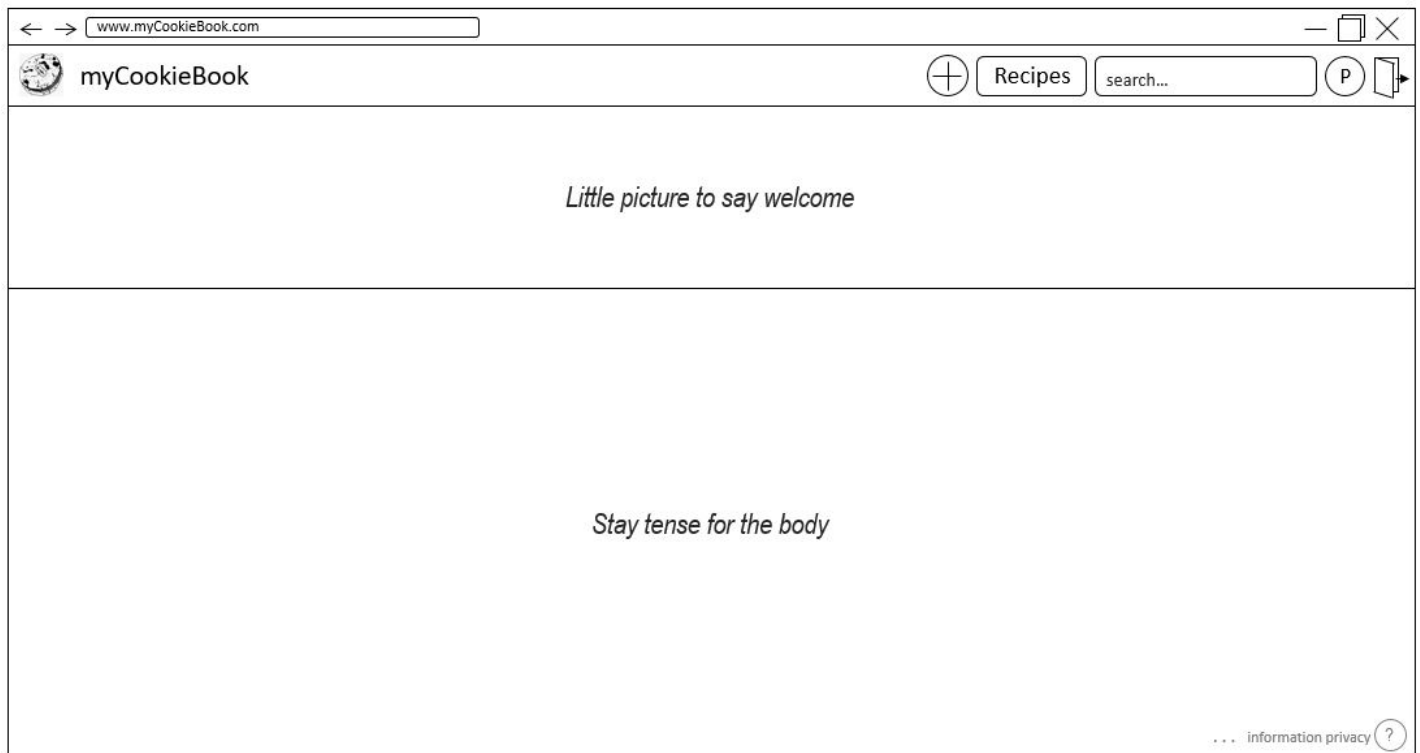 www.myCookieBook.com
myCookieBook
Recipes
search...
P
Little picture to say welcome
Stay tense for the body
... information privacy ?